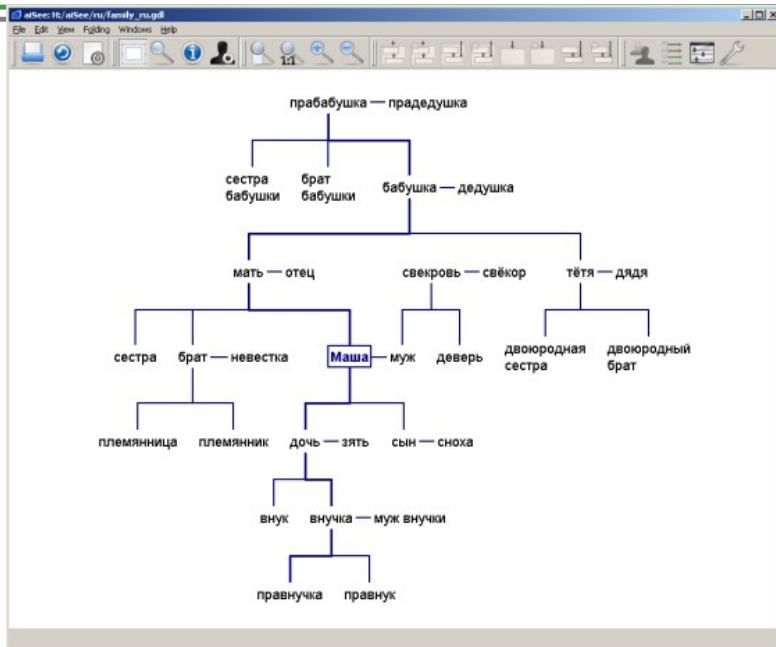 aiSee: H:/aiSee/ru/family_ru.gdl
File Edit View Folding Windows Help
1:1
прабабушка прадедушка
сестра бабушки
брат бабушки
бабушка дедушка
мать отец свекровь свёкор тётя дядя
сестра брат невестка Маша муж деверь
двоюродная сестра
двоюродный брат
племянница племянник дочь зять сын сноха
внук внучка муж внучки
правнучка правнук